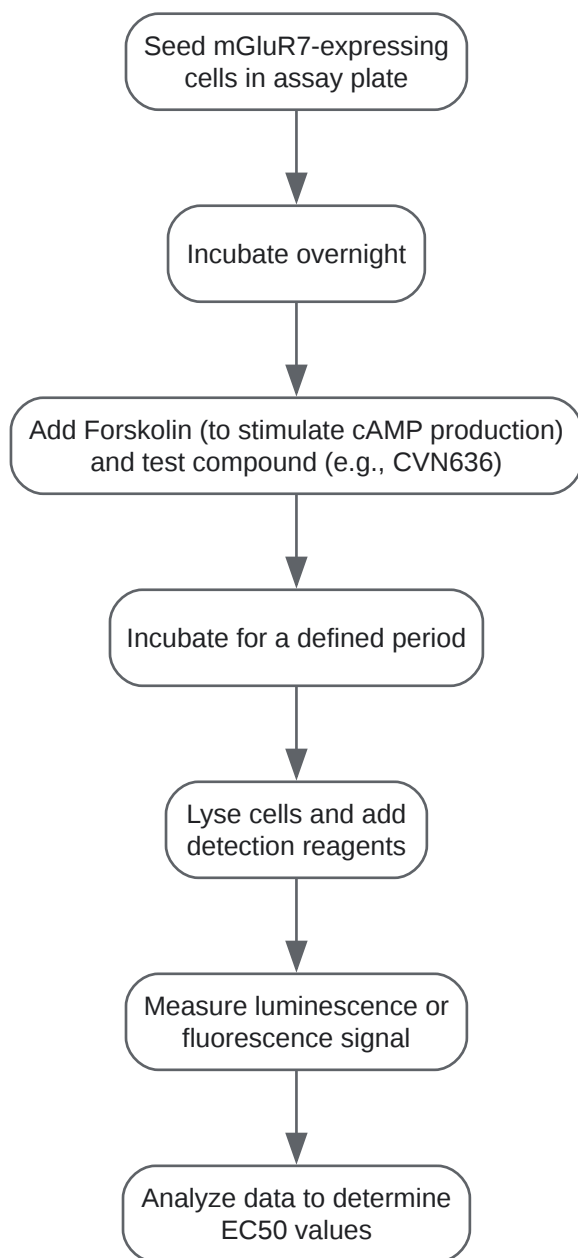 Seed mGluR7-expressing
cells in assay plate
Incubate overnight
Add Forskolin (to stimulate cAMP production)
and test compound (e.g., CVN636)
Incubate for a defined period
Lyse cells and add
detection reagents
Measure luminescence or
fluorescence signal
Analyze data to determine
EC50 values